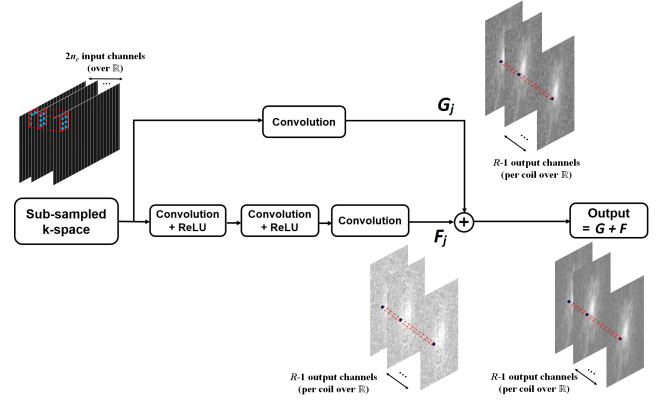 2n_c input channels
(over ℝ)
...
G_j
Convolution
...
R-1 output channels
(per coil over ℝ)
Sub-sampled
k-space
Convolution
+ ReLU
Convolution
+ ReLU
Convolution
F_j
+
Output
= G + F
...
R-1 output channels
(per coil over ℝ)
...
R-1 output channels
(per coil over ℝ)